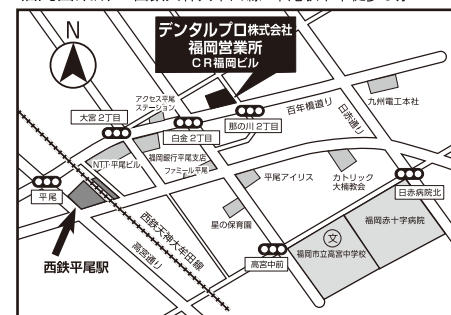 デンタルプロ株式会社
福岡営業所
CR福岡ビル
N
アクセス平尾
ステーション
大宮2丁目
白金2丁目
那の川2丁目
百年橋通り
日赤通り
九州電工本社
NTT・平尾ビル
福岡銀行平尾支店
ファミール平尾
平尾アイリス
カトリック
大楠教会
日赤病院北
平尾
西鉄平尾駅
西鉄天神大牟田線
高宮通り
星の保育園
高宮中前
文
福岡市立高宮中学校
福岡赤十字病院